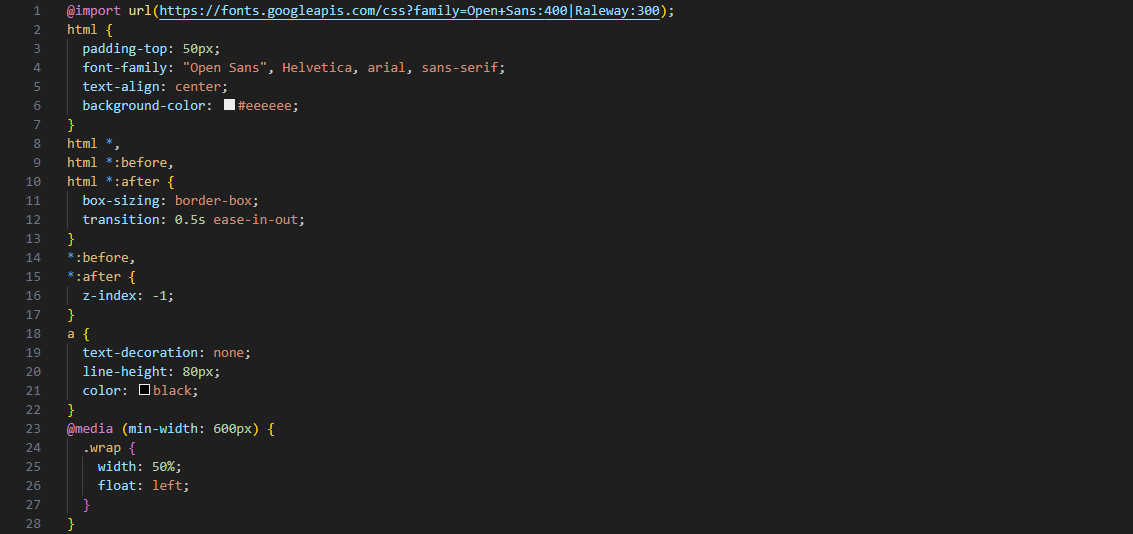 1 @import url(https://fonts.googleapis.com/css?family=Open+Sans:400|Raleway:300);
2 html {
3 padding-top: 50px;
4 font-family: "Open Sans", Helvetica, arial, sans-serif;
5 text-align: center;
6 background-color: #eeeeee;
7 }
8 html *,
9 html *:before,
10 html *:after {
11 box-sizing: border-box;
12 transition: 0.5s ease-in-out;
13 }
14 *:before,
15 *:after {
16 z-index: -1;
17 }
18 a {
19 text-decoration: none;
20 line-height: 80px;
21 color: black;
22 }
23 @media (min-width: 600px) {
24 .wrap {
25 width: 50%;
26 float: left;
27 }
28 }